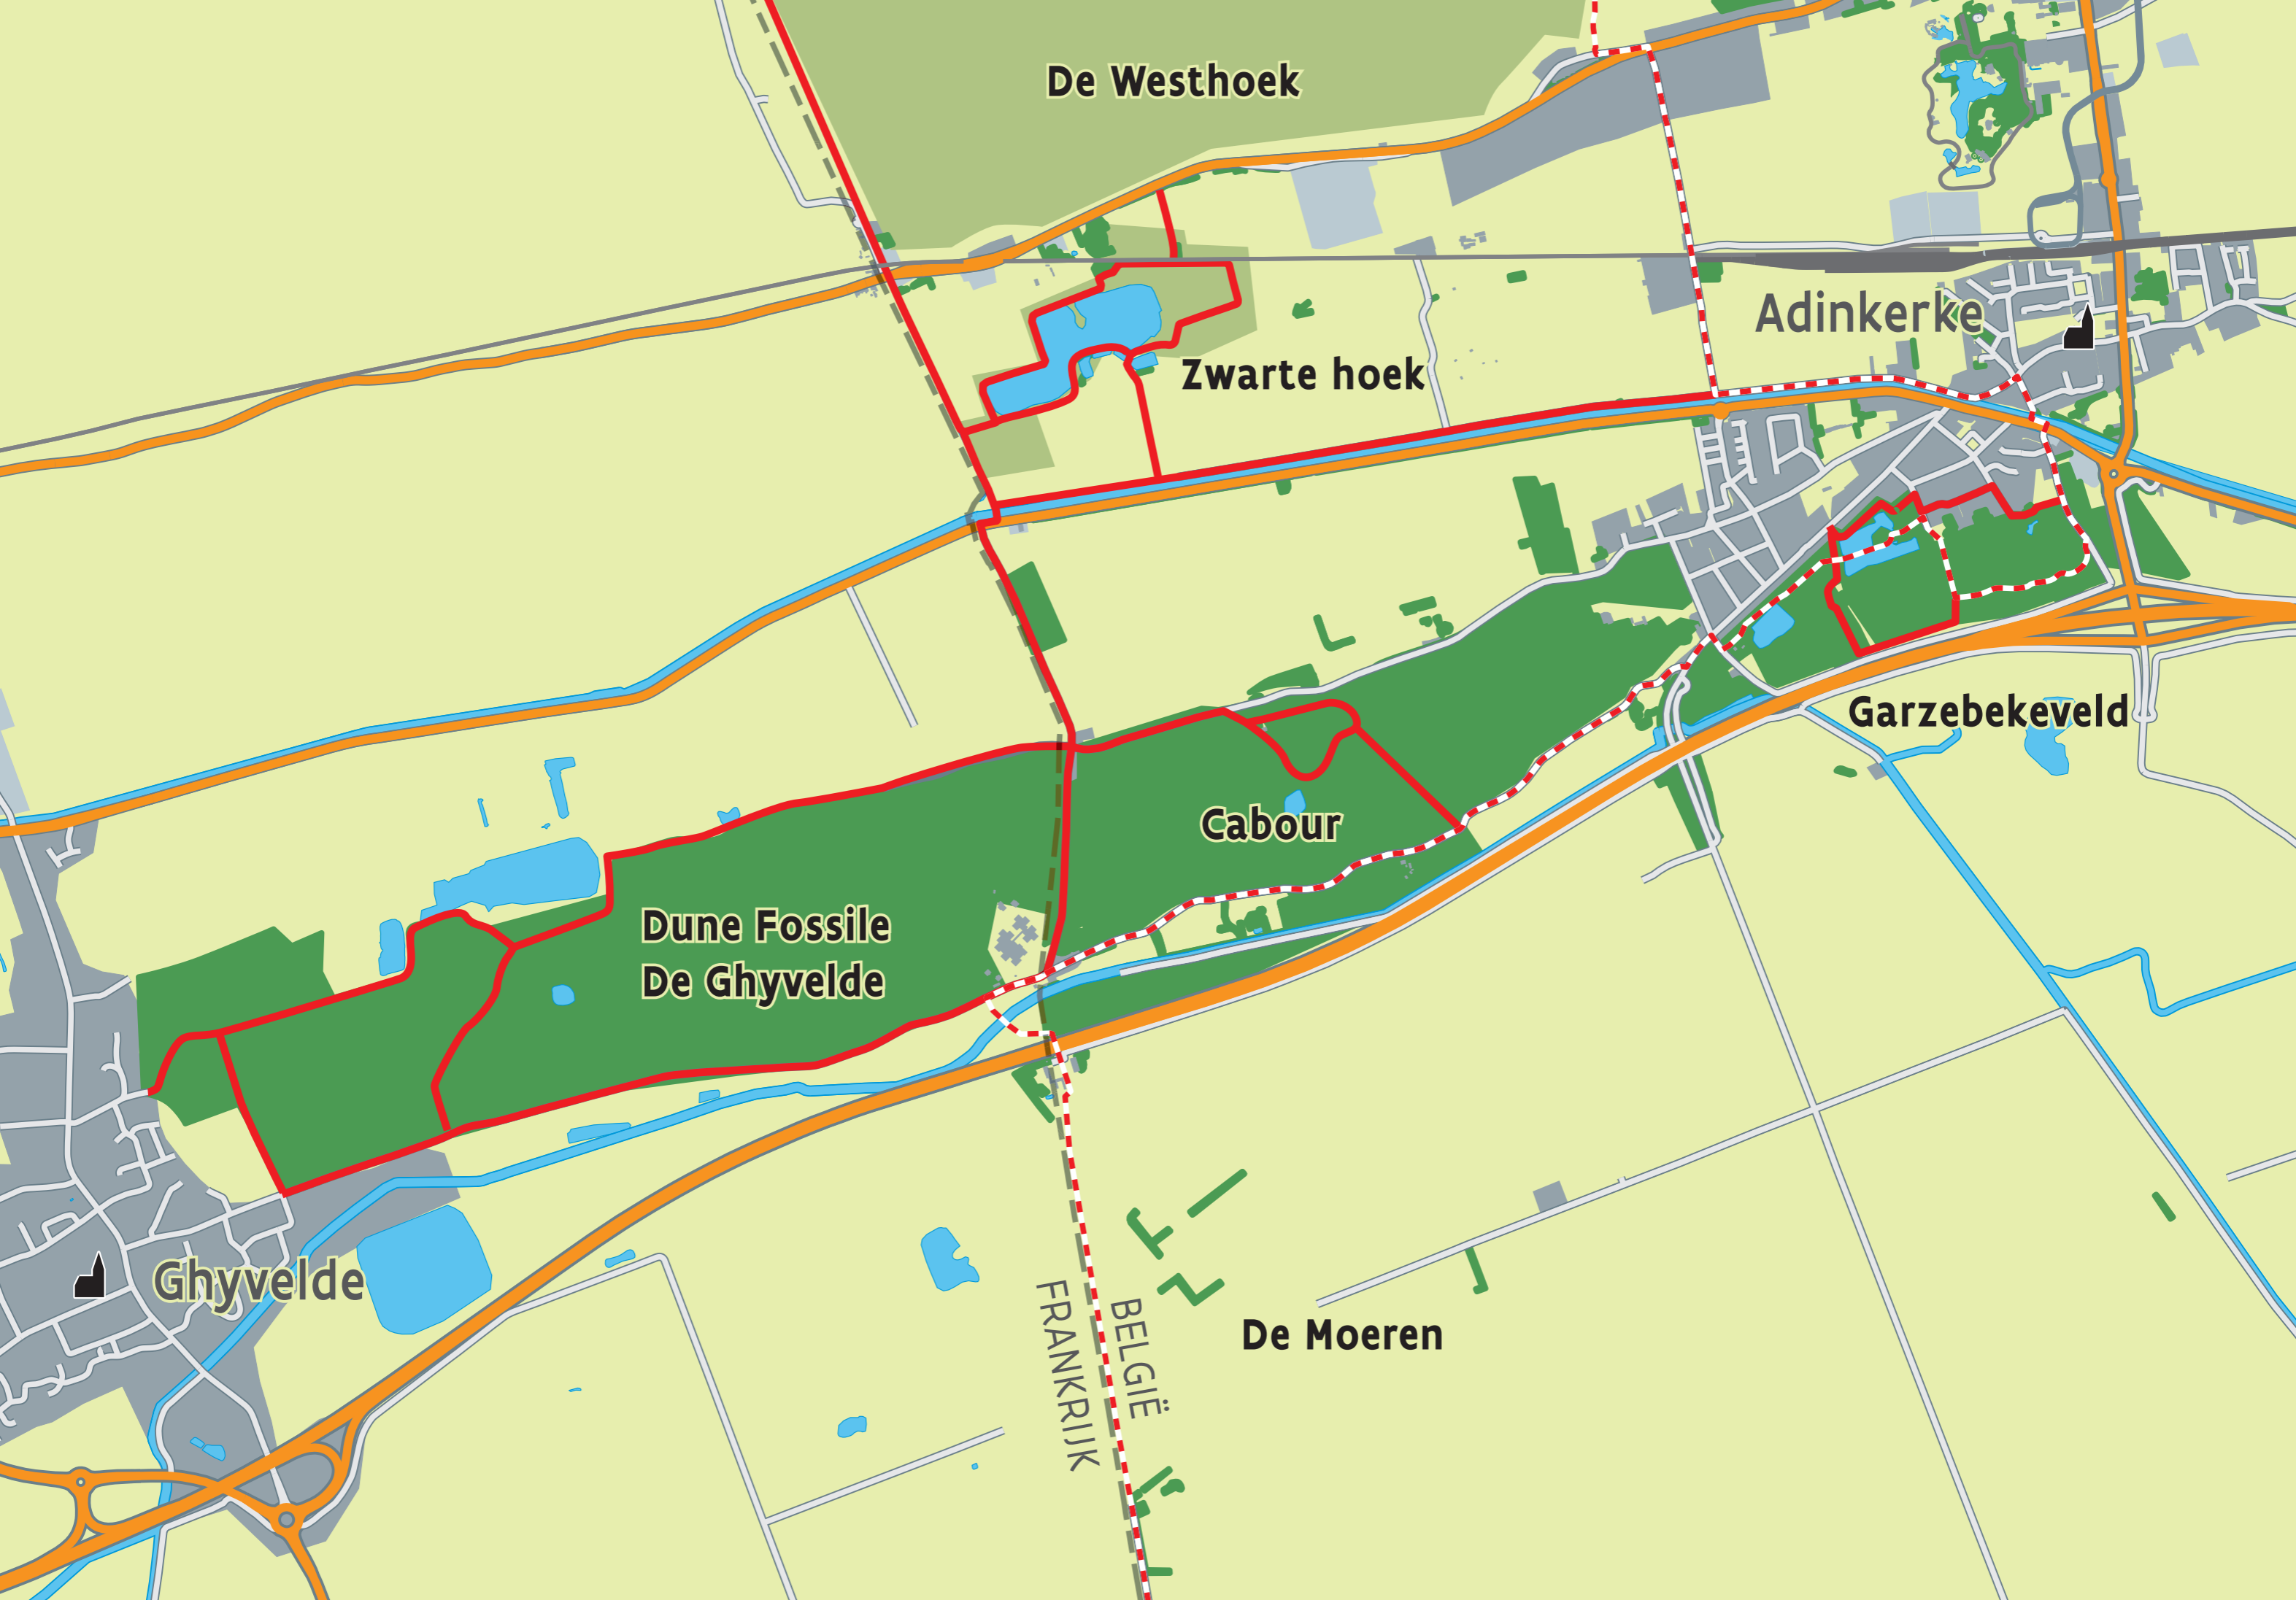 De Westhoek
Adinkerke
Zwarte hoek
Garzebekeveld
Cabour
Dune Fossile
De Ghyvelde
Ghyvelde
FRANKRIJK
BELGIË
De Moeren